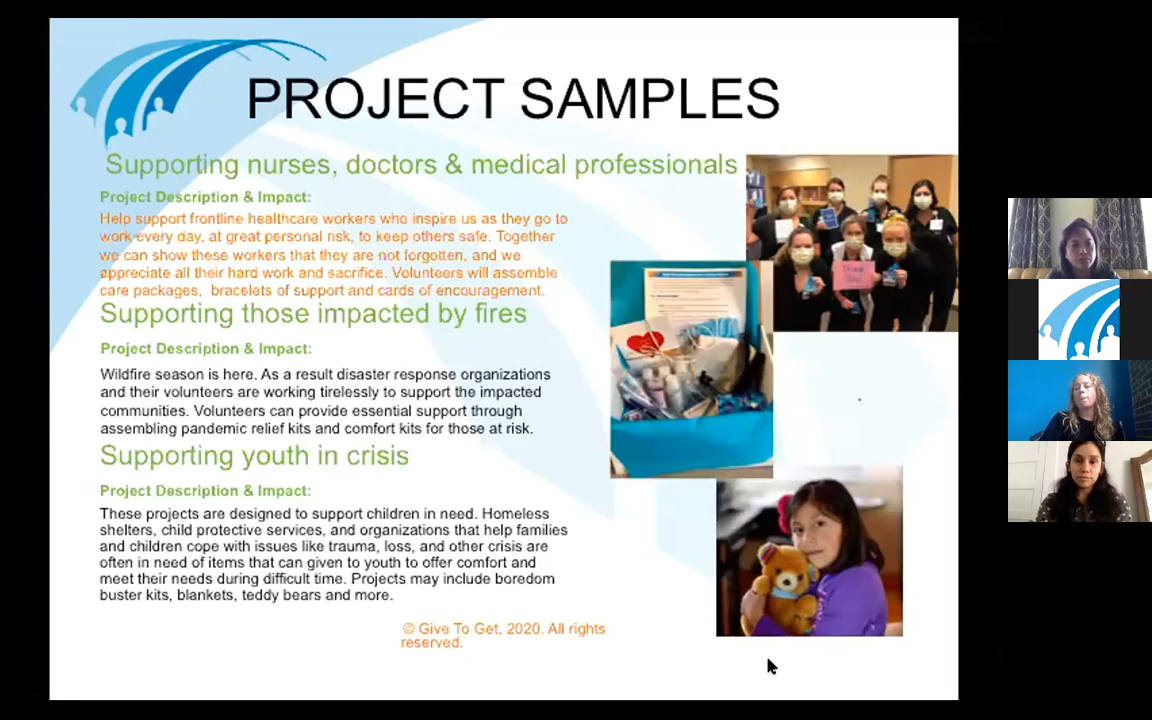 PROJECT SAMPLES
Supporting nurses, doctors & medical professionals
Project Description & Impact:
Help support frontline healthcare workers who inspire us as they go to
work every day, at great personal risk, to keep others safe. Together
we can show these workers that they are not forgotten, and we
appreciate all their hard work and sacrifice. Volunteers will assemble
care packages, bracelets of support and cards of encouragement.
Supporting those impacted by fires
Project Description & Impact:
Wildfire season is here. As a result disaster response organizations
and their volunteers are working tirelessly to support the impacted
communities. Volunteers can provide essential support through
assembling pandemic relief kits and comfort kits for those at risk.
Supporting youth in crisis
Project Description & Impact:
These projects are designed to support children in need. Homeless
shelters, child protective services, and organizations that help families
and children cope with issues like trauma, loss, and other crisis are
often in need of items that can given to youth to offer comfort and
meet their needs during difficult time. Projects may include boredom
buster kits, blankets, teddy bears and more.
© Give To Get, 2020. All rights
reserved.